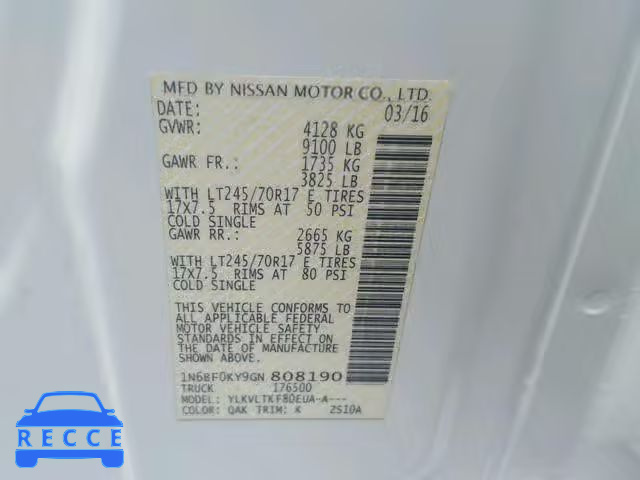 MFD BY NISSAN MOTOR CO., LTD.
DATE: 03/16
GVWR: 4128 KG
9100 LB
GAWR FR.: 1735 KG
3825 LB
WITH LT245/70R17 E TIRES
17X7.5 RIMS AT 50 PSI
COLD SINGLE
GAWR RR.: 2665 KG
5875 LB
WITH LT245/70R17 E TIRES
17X7.5 RIMS AT 80 PSI
COLD SINGLE
THIS VEHICLE CONFORMS TO
ALL APPLICABLE FEDERAL
MOTOR VEHICLE SAFETY
STANDARDS IN EFFECT ON
THE DATE OF MANUFACTURE
SHOWN ABOVE.
1N6BF0KY9GN 808190
TRUCK 176500
MODEL: YLKVLTKF80EUA-A---
COLOR: QAK TRIM: K 2S10A
RECCE